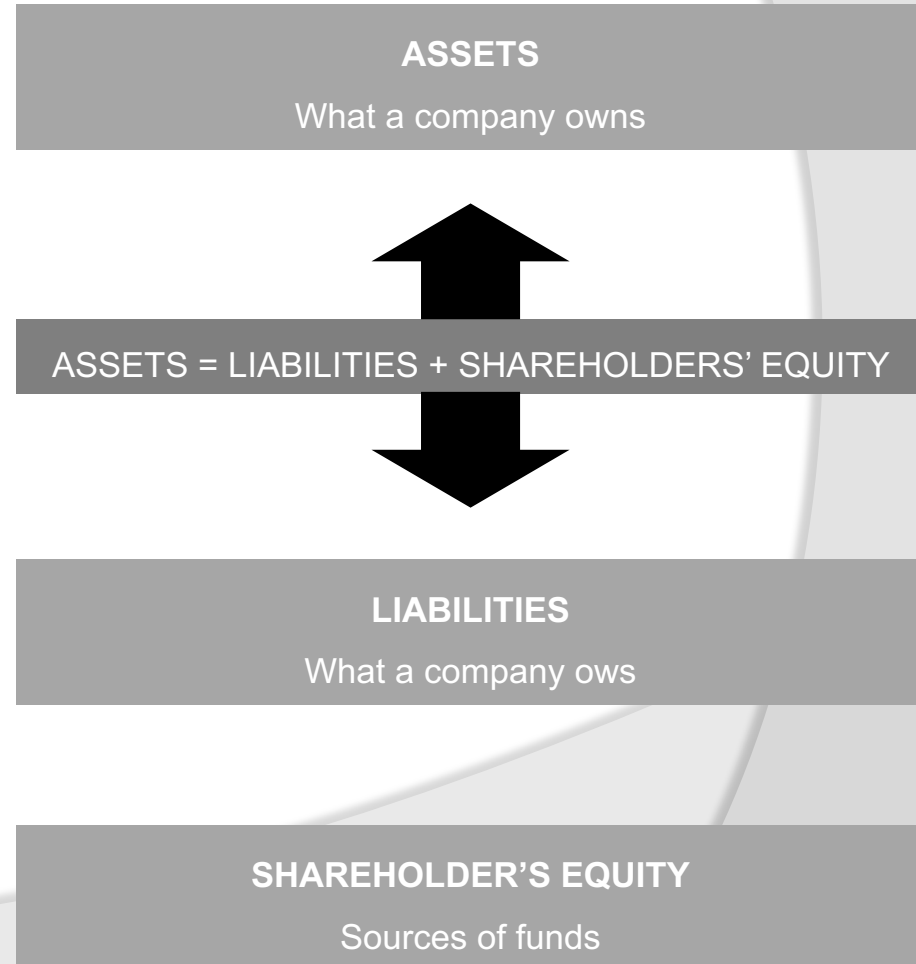 ASSETS
What a company owns
ASSETS = LIABILITIES + SHAREHOLDERS’ EQUITY
LIABILITIES
What a company ows
SHAREHOLDER’S EQUITY
Sources of funds